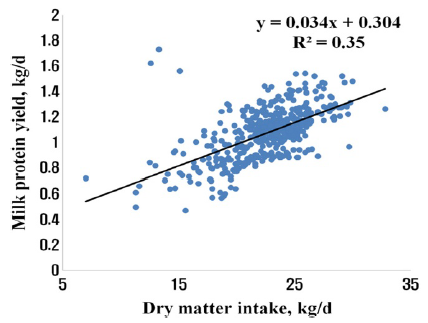 y = 0.034x + 0.304
R² = 0.35
Milk protein yield, kg/d
2
1.8
1.6
1.4
1.2
1
0.8
0.6
0.4
0.2
0
5 15 25 35
Dry matter intake, kg/d